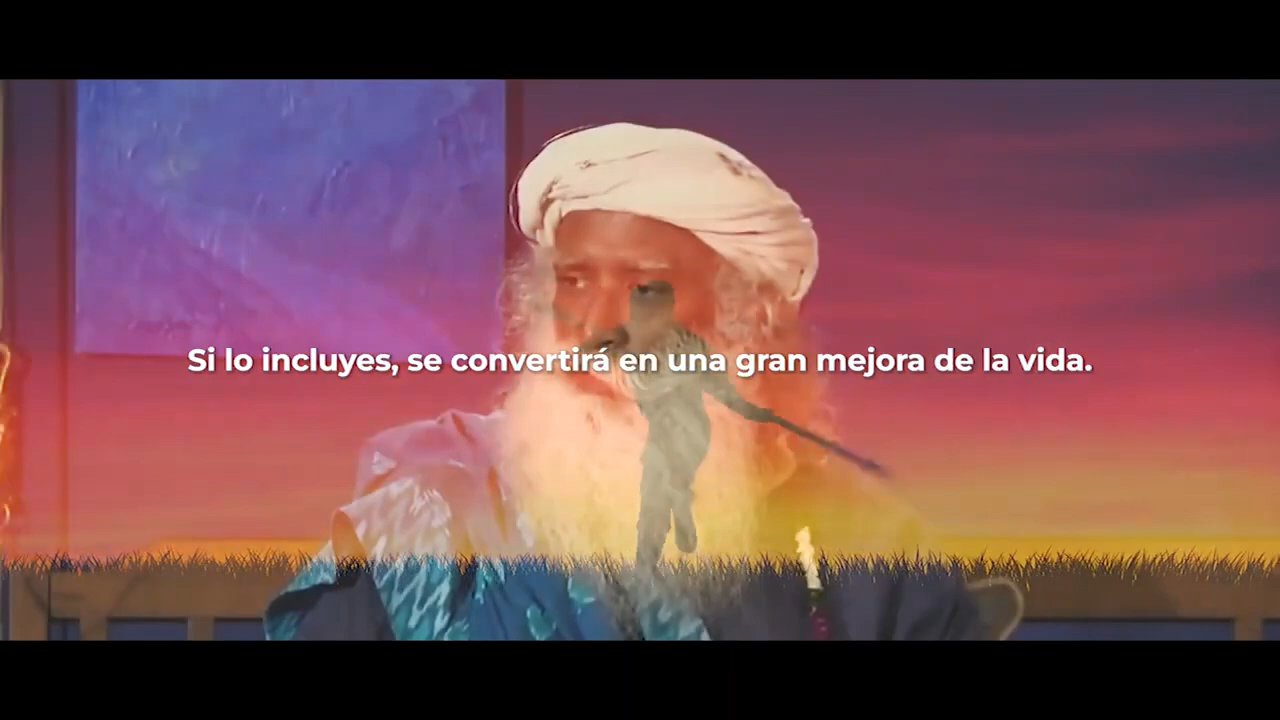 Si lo incluyes, se convertirá en una gran mejora de la vida.